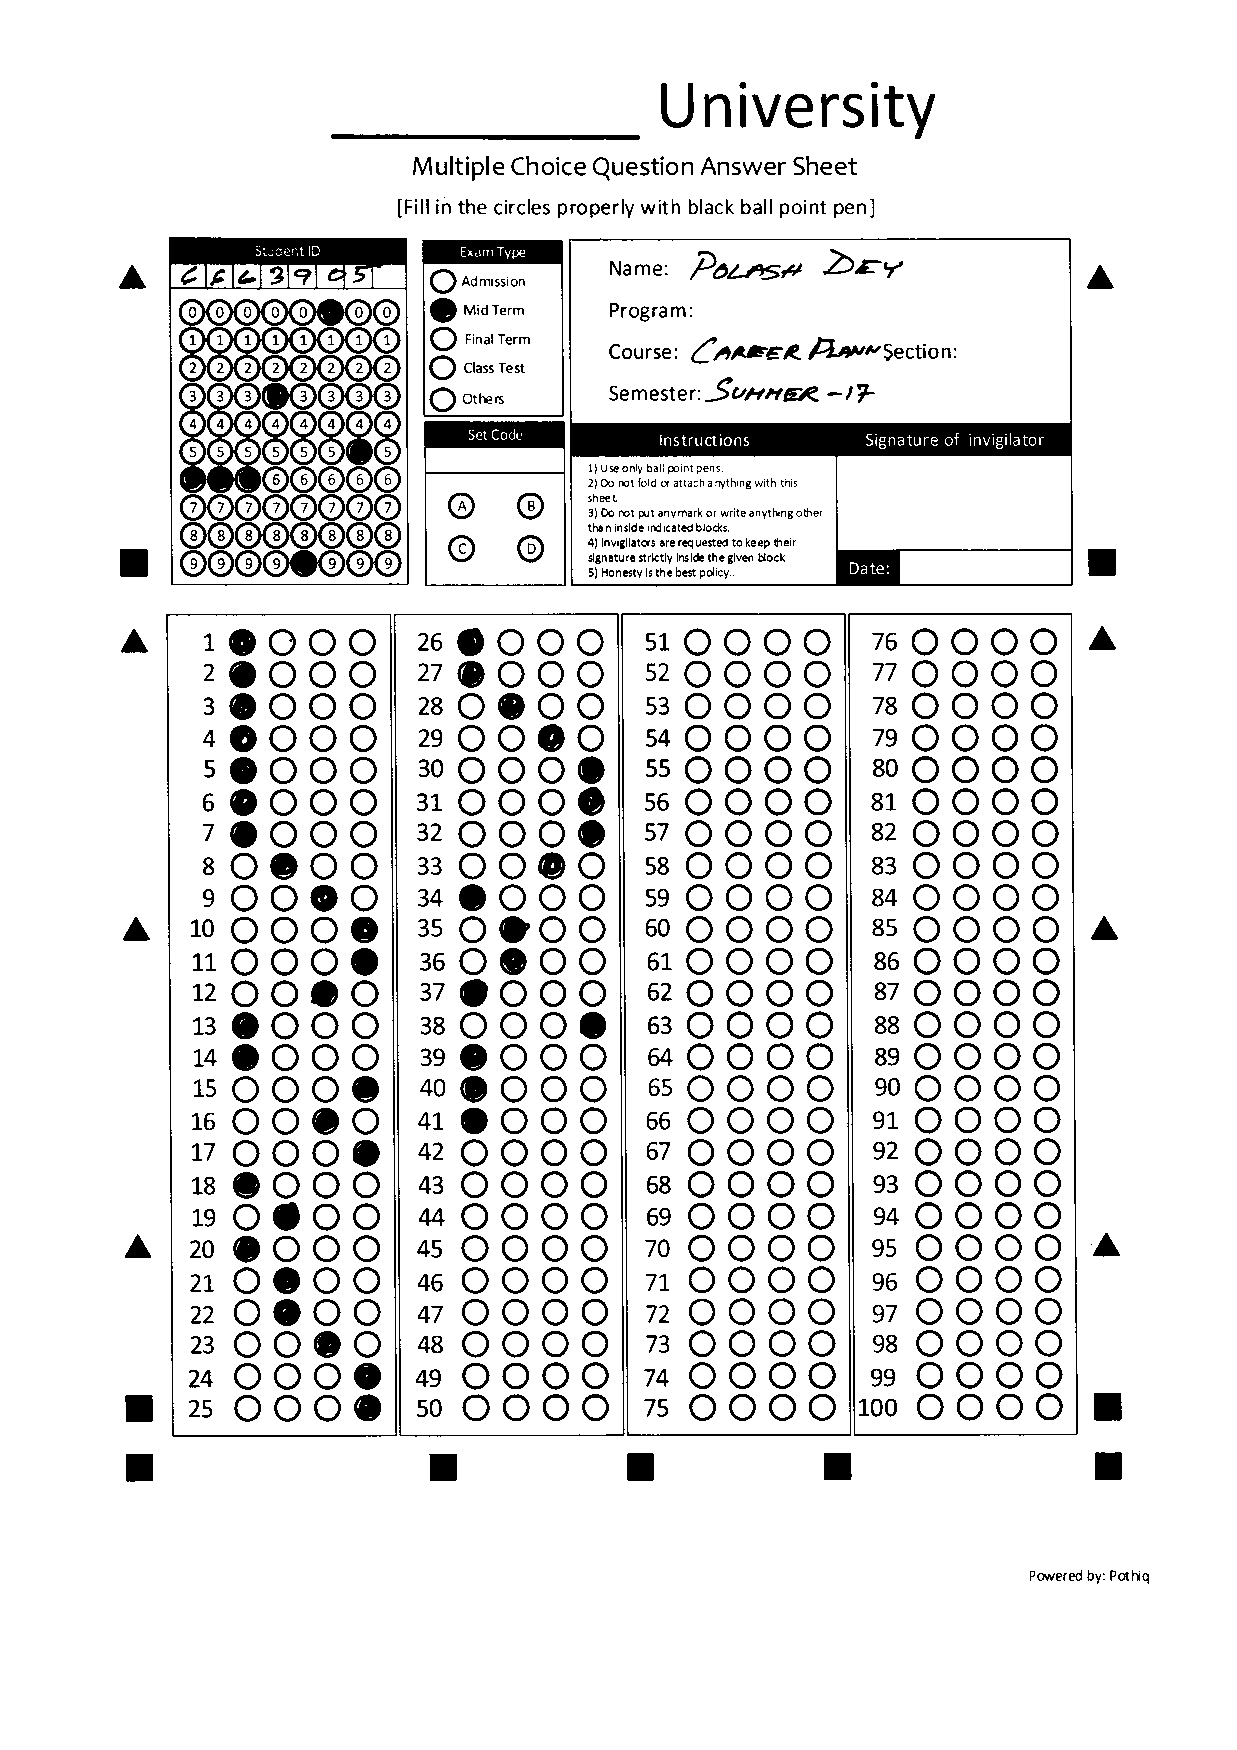 University
Multiple Choice Question Answer Sheet
[Fill in the circles properly with black ball point pen]
Student ID
6 6 6 3 9 0 5
0 0 0 0 0 0 0
1 1 1 1 1 1 1 1
2 2 2 2 2 2 2 2
3 3 3 3 3 3 3
4 4 4 4 4 4 4 4
5 5 5 5 5 5 5
6 6 6 6 6
7 7 7 7 7 7 7 7
8 8 8 8 8 8 8 8
9 9 9 9 9 9 9
Exam Type
Admission
Mid Term
Final Term
Class Test
Others
Set Code
A B
C D
Name: POLASH DEY
Program:
Course: CAREER PLANN Section:
Semester: SUMMER -17
Instructions Signature of invigilator
1) Use only ball point pens.
2) Do not fold or attach anything with this
sheet.
3) Do not put any mark or write anything other
than inside indicated blocks.
4) Invigilators are requested to keep their
signature strictly inside the given block
5) Honesty is the best policy..
Date:
1 26 51 76
2 27 52 77
3 28 53 78
4 29 54 79
5 30 55 80
6 31 56 81
7 32 57 82
8 33 58 83
9 34 59 84
10 35 60 85
11 36 61 86
12 37 62 87
13 38 63 88
14 39 64 89
15 40 65 90
16 41 66 91
17 42 67 92
18 43 68 93
19 44 69 94
20 45 70 95
21 46 71 96
22 47 72 97
23 48 73 98
24 49 74 99
25 50 75 100
Powered by: Pothiq